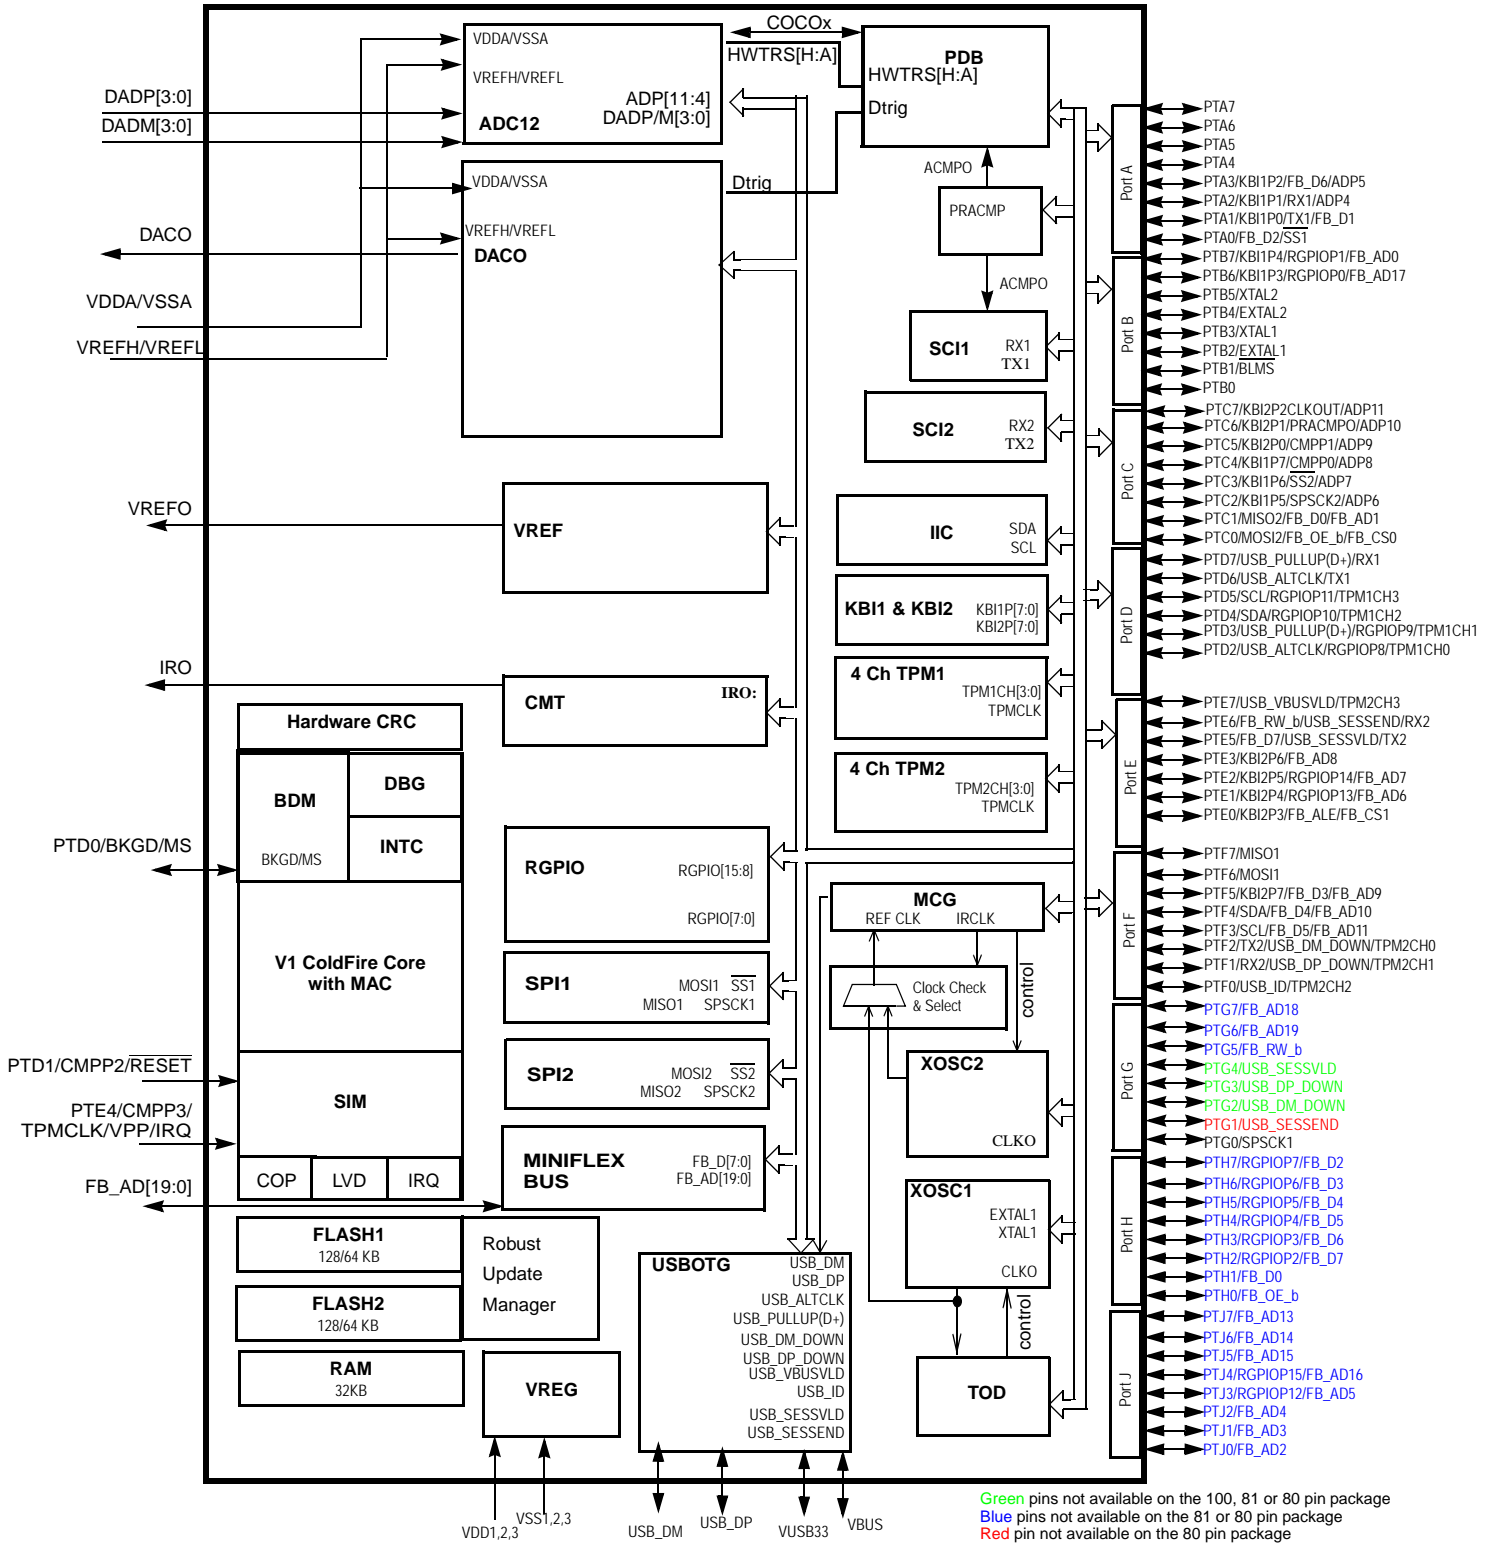 DADP[3:0]
DADM[3:0]
DACO
VDDA/VSSA
VREFH/VREFL
VREFO
IRO
PTD0/BKGD/MS
PTD1/CMPP2/RESET
PTE4/CMPP3/
TPMCLK/VPP/IRQ
FB_AD[19:0]
VDDA/VSSA
VREFH/VREFL
ADP[11:4]
DADP/M[3:0]
ADC12
COCOx
HWTRS[H:A]
PDB
HWTRS[H:A]
Dtrig
VDDA/VSSA
VREFH/VREFL
DACO
Dtrig
ACMPO
PRACMP
ACMPO
SCI1
RX1
TX1
SCI2
RX2
TX2
VREF
IIC
SDA
SCL
KBI1 & KBI2
KBI1P[7:0]
KBI2P[7:0]
CMT
IRO:
4 Ch TPM1
TPM1CH[3:0]
TPMCLK
4 Ch TPM2
TPM2CH[3:0]
TPMCLK
Hardware CRC
BDM
BKGD/MS
DBG
INTC
V1 ColdFire Core
with MAC
SIM
COP
LVD
IRQ
RGPIO
RGPIO[15:8]
RGPIO[7:0]
SPI1
MOSI1 SS1
MISO1 SPSCK1
SPI2
MOSI2 SS2
MISO2 SPSCK2
MINIFLEX
BUS
FB_D[7:0]
FB_AD[19:0]
MCG
REF CLK
IRCLK
Clock Check
& Select
control
XOSC2
CLKO
XOSC1
EXTAL1
XTAL1
CLKO
control
TOD
FLASH1
128/64 KB
FLASH2
128/64 KB
Robust
Update
Manager
RAM
32KB
VREG
USBOTG
USB_DM
USB_DP
USB_ALTCLK
USB_PULLUP(D+)
USB_DM_DOWN
USB_DP_DOWN
USB_VBUSVLD
USB_ID
USB_SESSVLD
USB_SESSEND
VDD1,2,3
VSS1,2,3
USB_DM
USB_DP
VUSB33
VBUS
Port A
PTA7
PTA6
PTA5
PTA4
PTA3/KBI1P2/FB_D6/ADP5
PTA2/KBI1P1/RX1/ADP4
PTA1/KBI1P0/TX1/FB_D1
PTA0/FB_D2/SS1
Port B
PTB7/KBI1P4/RGPIOP1/FB_AD0
PTB6/KBI1P3/RGPIOP0/FB_AD17
PTB5/XTAL2
PTB4/EXTAL2
PTB3/XTAL1
PTB2/EXTAL1
PTB1/BLMS
PTB0
Port C
PTC7/KBI2P2CLKOUT/ADP11
PTC6/KBI2P1/PRACMPO/ADP10
PTC5/KBI2P0/CMPP1/ADP9
PTC4/KBI1P7/CMPP0/ADP8
PTC3/KBI1P6/SS2/ADP7
PTC2/KBI1P5/SPSCK2/ADP6
PTC1/MISO2/FB_D0/FB_AD1
PTC0/MOSI2/FB_OE_b/FB_CS0
Port D
PTD7/USB_PULLUP(D+)/RX1
PTD6/USB_ALTCLK/TX1
PTD5/SCL/RGPIOP11/TPM1CH3
PTD4/SDA/RGPIOP10/TPM1CH2
PTD3/USB_PULLUP(D+)/RGPIOP9/TPM1CH1
PTD2/USB_ALTCLK/RGPIOP8/TPM1CH0
Port E
PTE7/USB_VBUSVLD/TPM2CH3
PTE6/FB_RW_b/USB_SESSEND/RX2
PTE5/FB_D7/USB_SESSVLD/TX2
PTE3/KBI2P6/FB_AD8
PTE2/KBI2P5/RGPIOP14/FB_AD7
PTE1/KBI2P4/RGPIOP13/FB_AD6
PTE0/KBI2P3/FB_ALE/FB_CS1
Port F
PTF7/MISO1
PTF6/MOSI1
PTF5/KBI2P7/FB_D3/FB_AD9
PTF4/SDA/FB_D4/FB_AD10
PTF3/SCL/FB_D5/FB_AD11
PTF2/TX2/USB_DM_DOWN/TPM2CH0
PTF1/RX2/USB_DP_DOWN/TPM2CH1
PTF0/USB_ID/TPM2CH2
Port G
PTG7/FB_AD18
PTG6/FB_AD19
PTG5/FB_RW_b
PTG4/USB_SESSVLD
PTG3/USB_DP_DOWN
PTG2/USB_DM_DOWN
PTG1/USB_SESSEND
PTG0/SPSCK1
Port H
PTH7/RGPIOP7/FB_D2
PTH6/RGPIOP6/FB_D3
PTH5/RGPIOP5/FB_D4
PTH4/RGPIOP4/FB_D5
PTH3/RGPIOP3/FB_D6
PTH2/RGPIOP2/FB_D7
PTH1/FB_D0
PTH0/FB_OE_b
Port J
PTJ7/FB_AD13
PTJ6/FB_AD14
PTJ5/FB_AD15
PTJ4/RGPIOP15/FB_AD16
PTJ3/RGPIOP12/FB_AD5
PTJ2/FB_AD4
PTJ1/FB_AD3
PTJ0/FB_AD2
Green pins not available on the 100, 81 or 80 pin package
Blue pins not available on the 81 or 80 pin package
Red pin not available on the 80 pin package